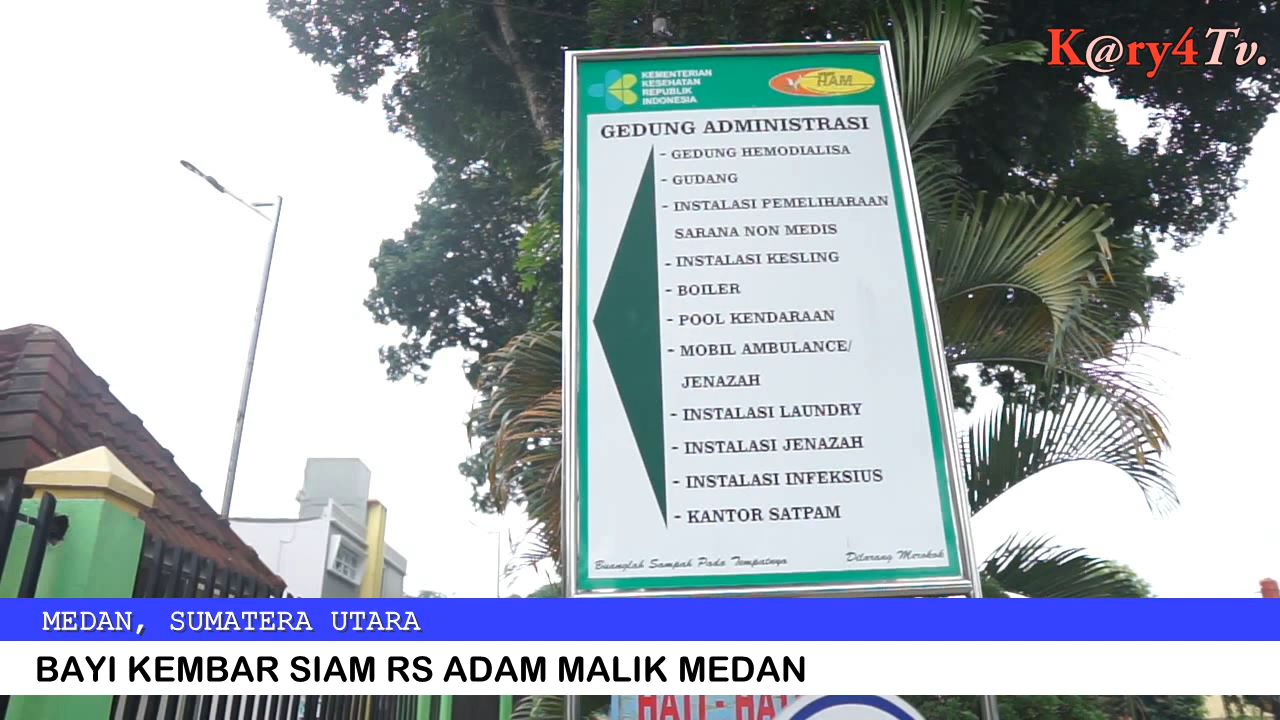 K@ry4Tv.
KEMENTERIAN
KESEHATAN
REPUBLIK
INDONESIA
HAM
GEDUNG ADMINISTRASI
- GEDUNG HEMODIALISA
- GUDANG
- INSTALASI PEMELIHARAAN
SARANA NON MEDIS
- INSTALASI KESLING
- BOILER
- POOL KENDARAAN
- MOBIL AMBULANCE/
JENAZAH
- INSTALASI LAUNDRY
- INSTALASI JENAZAH
- INSTALASI INFEKSIUS
- KANTOR SATPAM
Buanglah Sampah Pada Tempatnya
Dilarang Merokok
MEDAN, SUMATERA UTARA
BAYI KEMBAR SIAM RS ADAM MALIK MEDAN
HATI - HATI